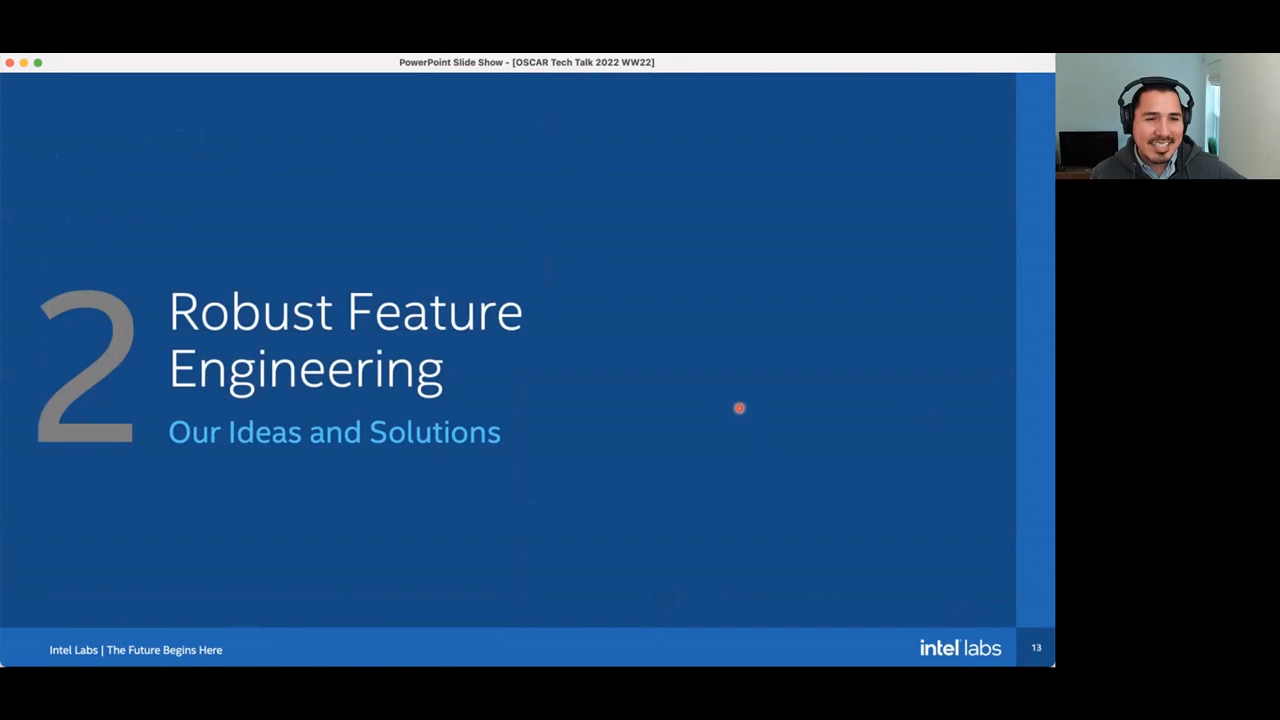 PowerPoint Slide Show - [OSCAR Tech Talk 2022 WW22]
2
Robust Feature
Engineering
Our Ideas and Solutions
Intel Labs | The Future Begins Here
intel labs
13